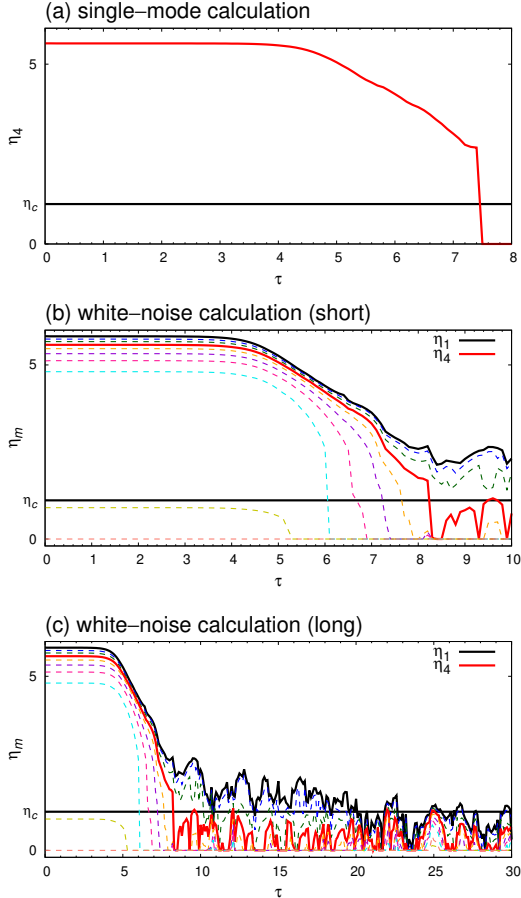 (a) single−mode calculation
5
η4
ηc
0
0 1 2 3 4 5 6 7 8
τ
(b) white−noise calculation (short)
η1
η4
5
ηm
ηc
0
0 1 2 3 4 5 6 7 8 9 10
τ
(c) white−noise calculation (long)
η1
η4
5
ηm
ηc
0
0 5 10 15 20 25 30
τ